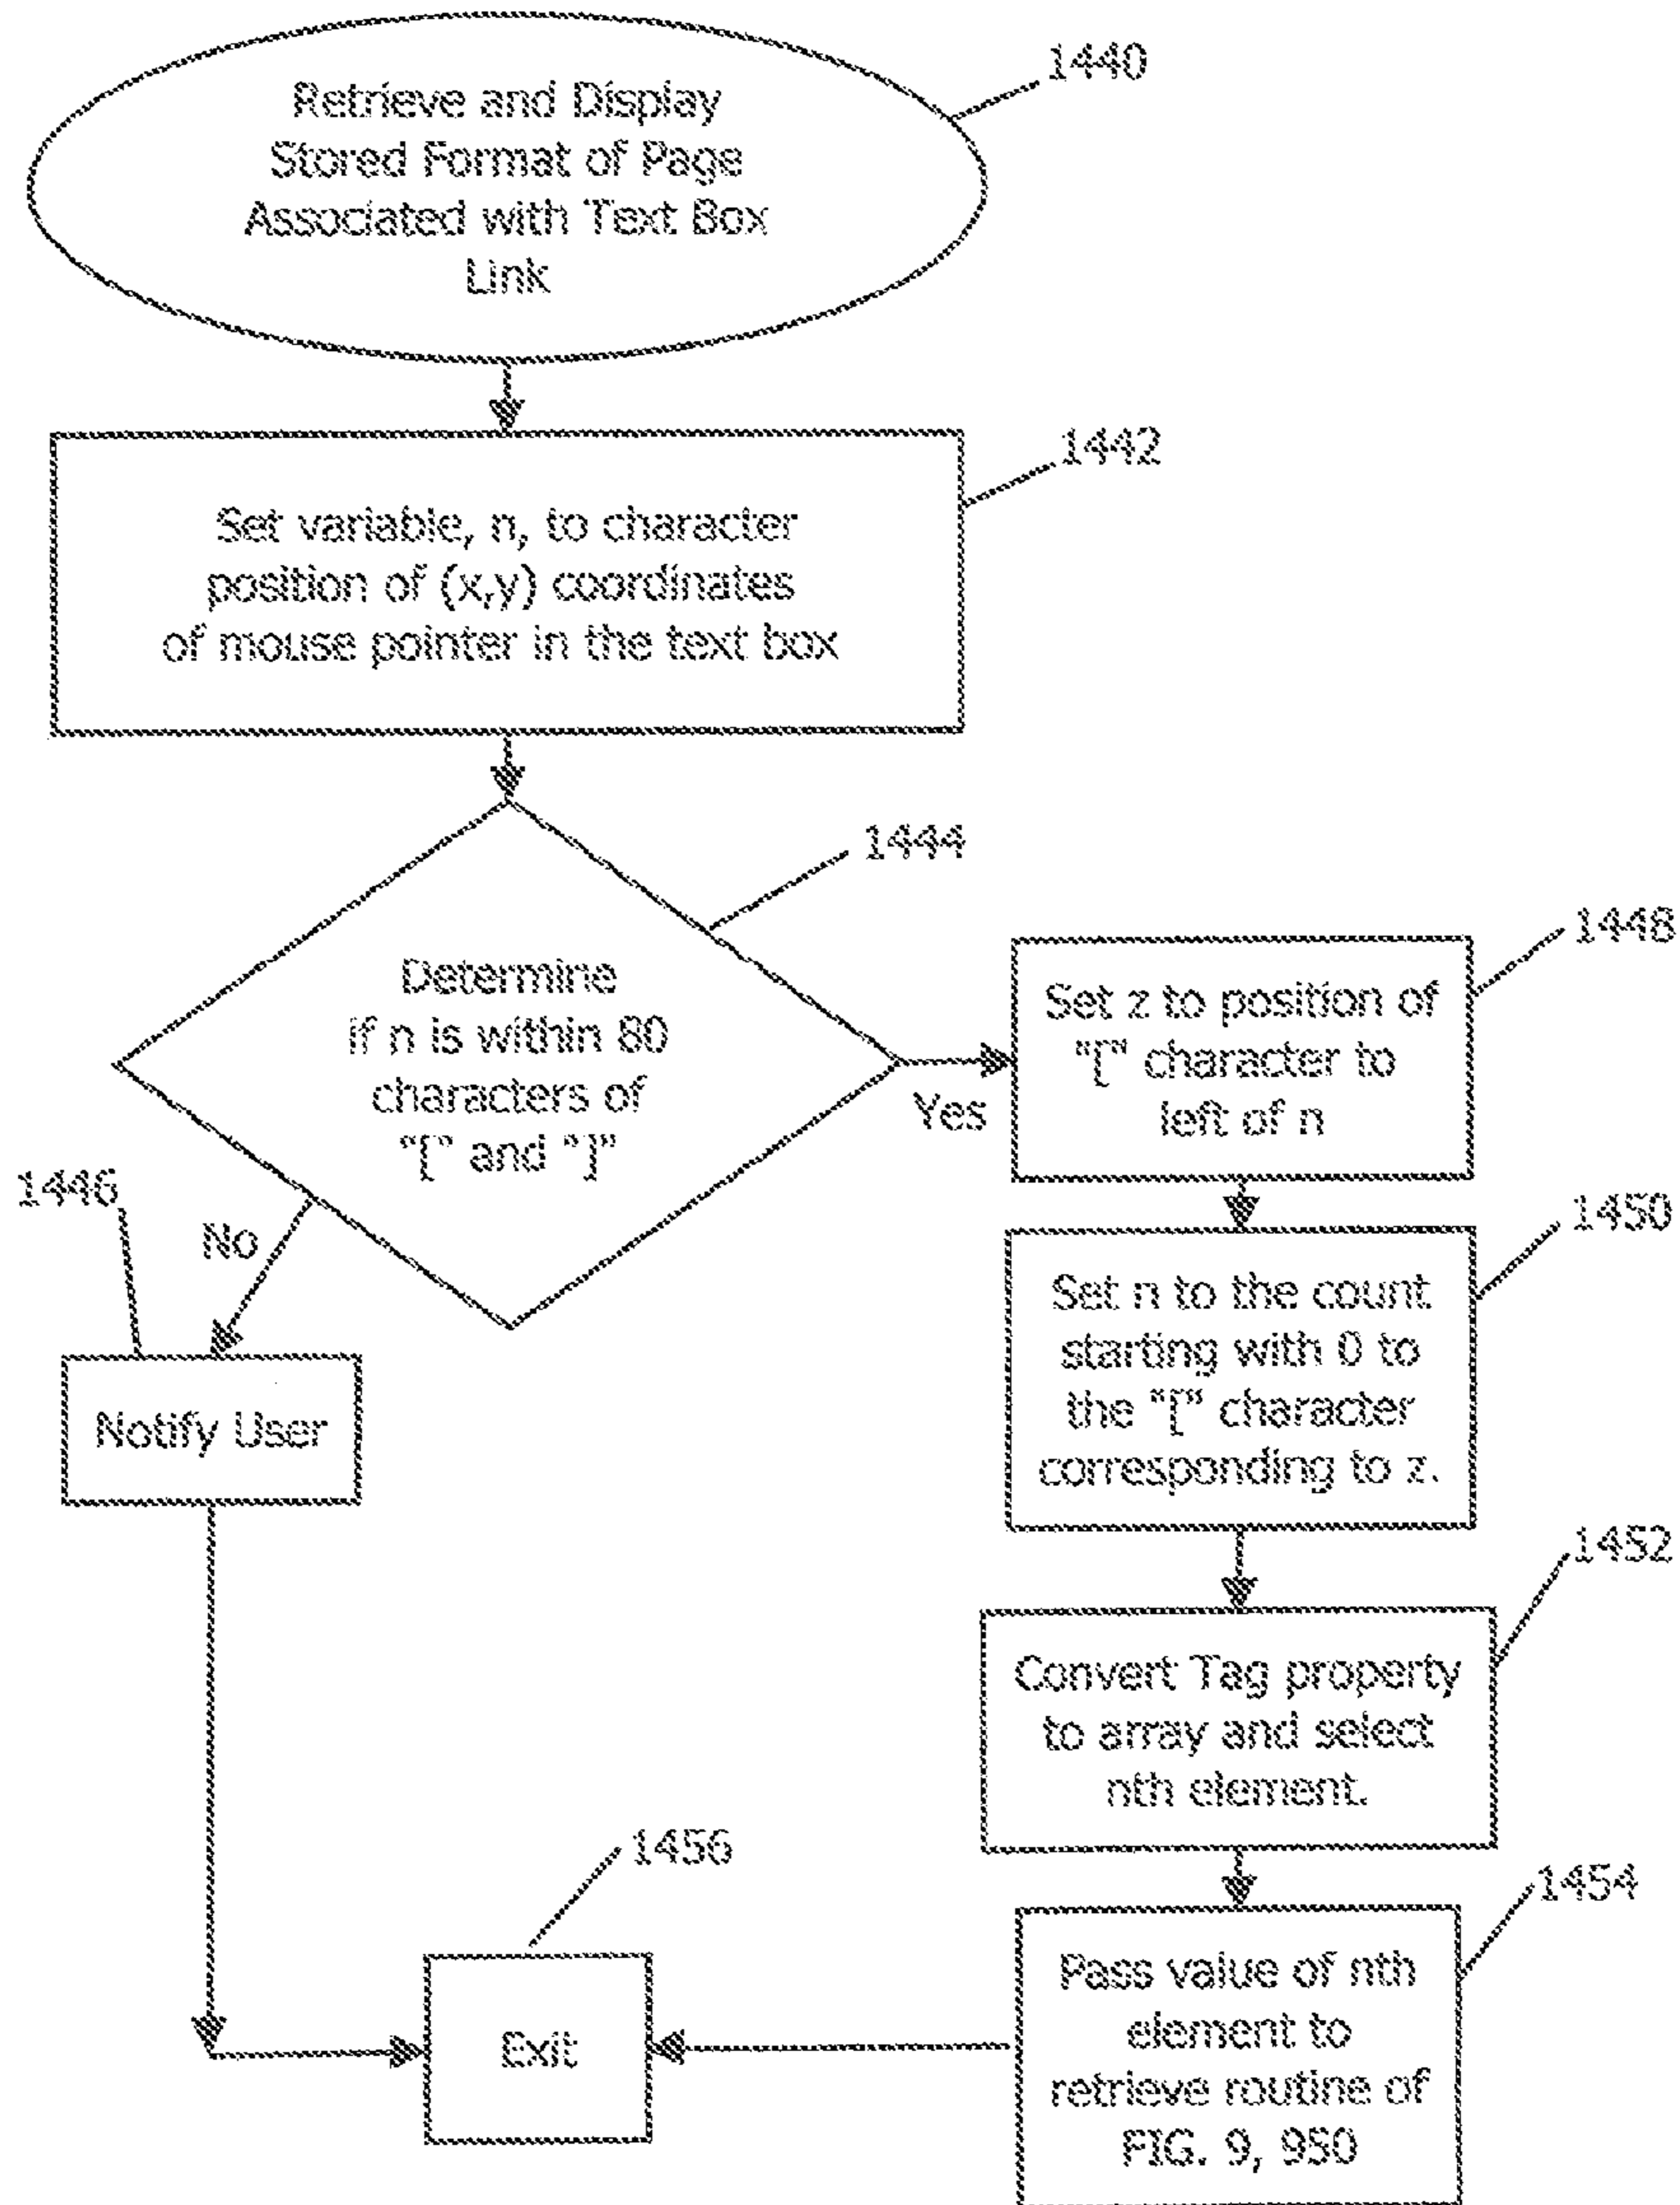 1440
Retrieve and Display
Stored Format of Page
Associated with Text Box
Link
1442
Set variable, n, to character
position of (x,y) coordinates
of mouse pointer in the text box
1444
Determine
if n is within 80
characters of
"[" and "]"
Yes
No
1446
Notify User
1448
Set z to position of
"[" character to
left of n
1450
Set n to the count
starting with 0 to
the "[" character
corresponding to z.
1452
Convert Tag property
to array and select
nth element.
1454
Pass value of nth
element to
retrieve routine of
FIG. 9, 950
1456
Exit